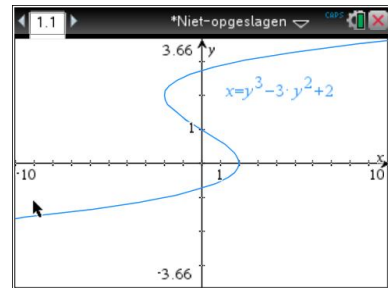 1.1 *Niet-opgeslagen CAPS
3.66 y
x=y³-3·y²+2
1
-10 1 x 10
-3.66